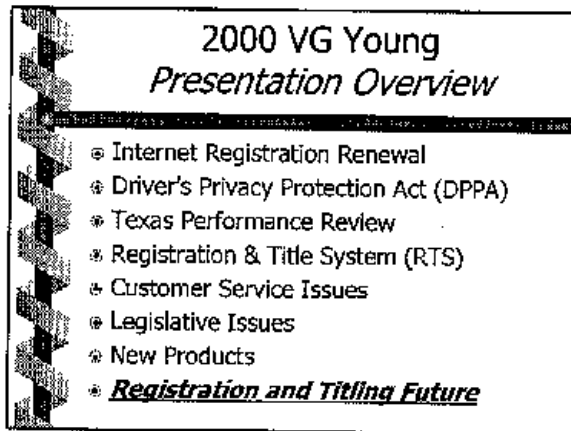 2000 VG Young
Presentation Overview
Internet Registration Renewal
Driver's Privacy Protection Act (DPPA)
Texas Performance Review
Registration & Title System (RTS)
Customer Service Issues
Legislative Issues
New Products
Registration and Titling Future